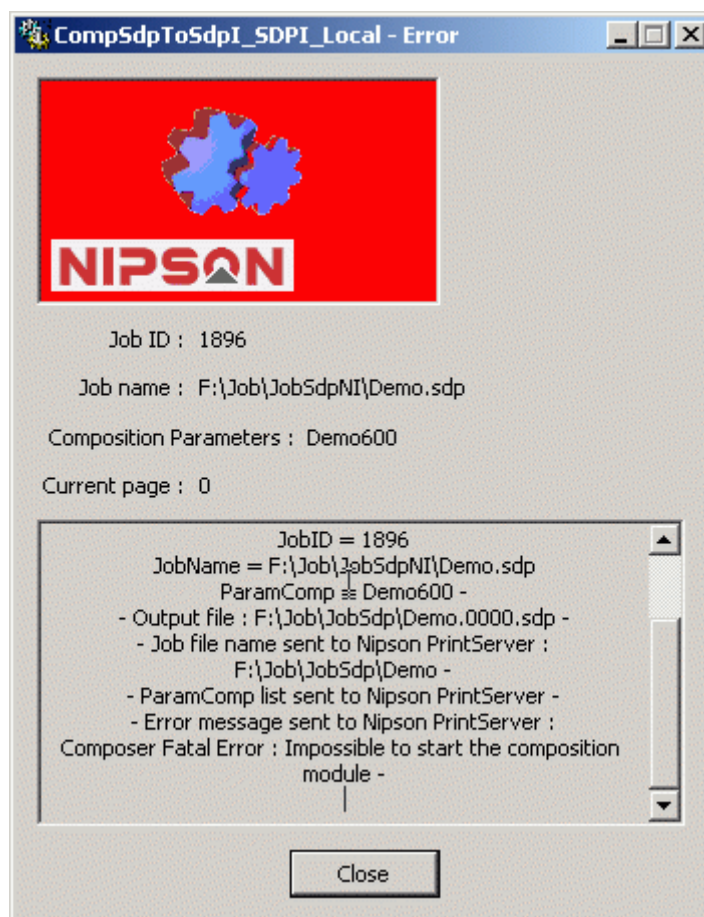 CompSdpToSdpI_SDPI_Local - Error
NIPSON
Job ID : 1896
Job name : F:\Job\JobSdpNI\Demo.sdp
Composition Parameters : Demo600
Current page : 0
JobID = 1896
JobName = F:\Job\JobSdpNI\Demo.sdp
ParamComp = Demo600 -
- Output file : F:\Job\JobSdp\Demo.0000.sdp -
- Job file name sent to Nipson PrintServer :
F:\Job\JobSdp\Demo -
- ParamComp list sent to Nipson PrintServer -
- Error message sent to Nipson PrintServer :
Composer Fatal Error : Impossible to start the composition
module -
Close